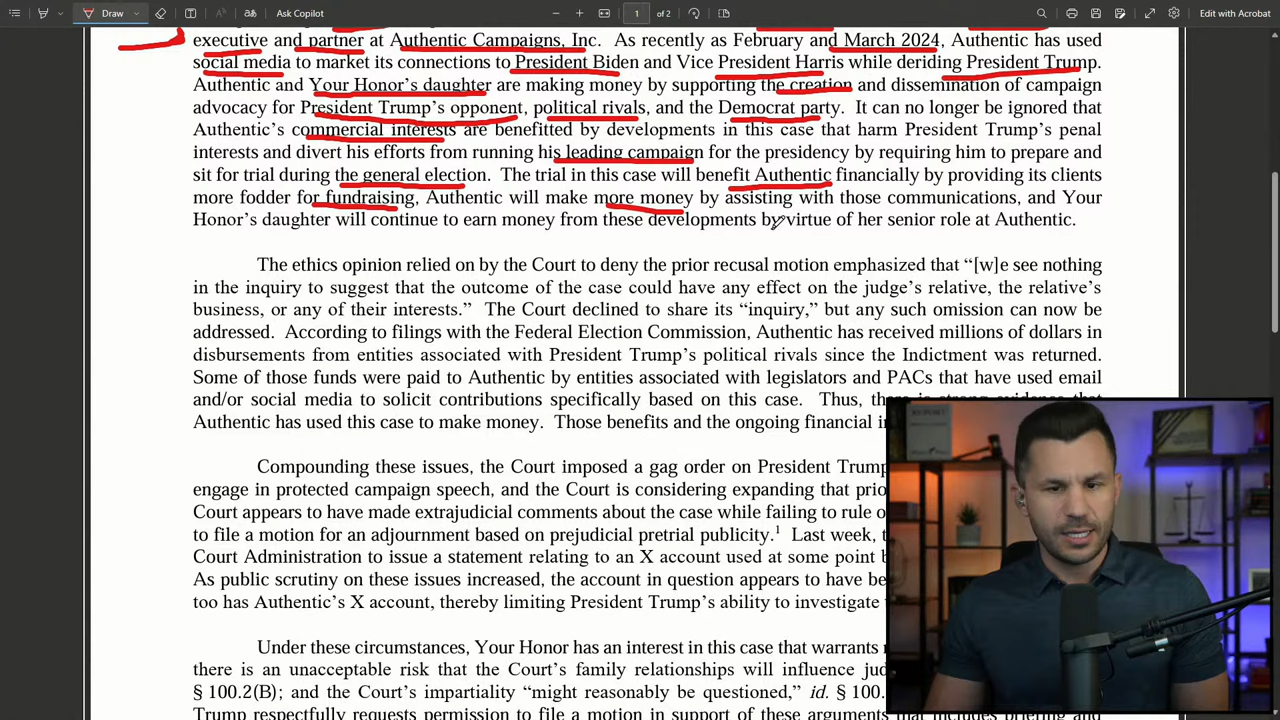 Draw
Ask Copilot
1 of 2
Edit with Acrobat
executive and partner at Authentic Campaigns, Inc. As recently as February and March 2024, Authentic has used
social media to market its connections to President Biden and Vice President Harris while deriding President Trump.
Authentic and Your Honor's daughter are making money by supporting the creation and dissemination of campaign
advocacy for President Trump's opponent, political rivals, and the Democrat party. It can no longer be ignored that
Authentic's commercial interests are benefitted by developments in this case that harm President Trump's penal
interests and divert his efforts from running his leading campaign for the presidency by requiring him to prepare and
sit for trial during the general election. The trial in this case will benefit Authentic financially by providing its clients
more fodder for fundraising, Authentic will make more money by assisting with those communications, and Your
Honor's daughter will continue to earn money from these developments by virtue of her senior role at Authentic.
The ethics opinion relied on by the Court to deny the prior recusal motion emphasized that “[w]e see nothing
in the inquiry to suggest that the outcome of the case could have any effect on the judge's relative, the relative's
business, or any of their interests.” The Court declined to share its “inquiry,” but any such omission can now be
addressed. According to filings with the Federal Election Commission, Authentic has received millions of dollars in
disbursements from entities associated with President Trump's political rivals since the Indictment was returned.
Some of those funds were paid to Authentic by entities associated with legislators and PACs that have used email
and/or social media to solicit contributions specifically based on this case. Thus, there is strong evidence that
Authentic has used this case to make money. Those benefits and the ongoing financial
Compounding these issues, the Court imposed a gag order on President Trump
engage in protected campaign speech, and the Court is considering expanding that
Court appears to have made extrajudicial comments about the case while failing to rule
to file a motion for an adjournment based on prejudicial pretrial publicity.¹ Last week,
Court Administration to issue a statement relating to an X account used at some point
As public scrutiny on these issues increased, the account in question appears to have
too has Authentic's X account, thereby limiting President Trump's ability to investigate
Under these circumstances, Your Honor has an interest in this case that warrants
there is an unacceptable risk that the Court's family relationships will influence
§ 100.2(B); and the Court's impartiality “might reasonably be questioned,” id. § 100.
Trump respectfully requests permission to file a motion in support of these arguments that includes briefing and